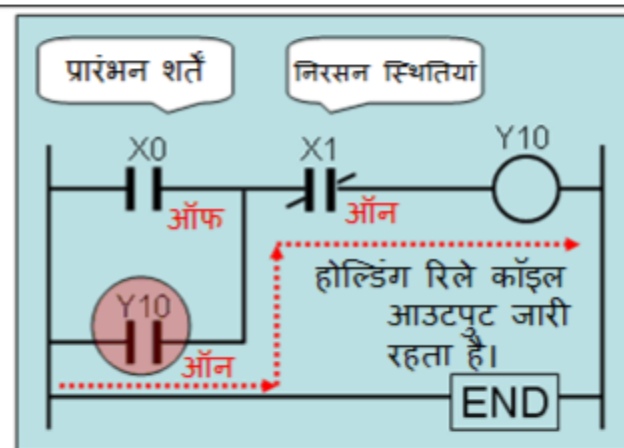 प्रारंभन शर्तें
निरसन स्थितियां
X0
X1
Y10
ऑफ
ऑन
Y10
होल्डिंग रिले कॉइल
आउटपुट जारी
रहता है।
ऑन
END